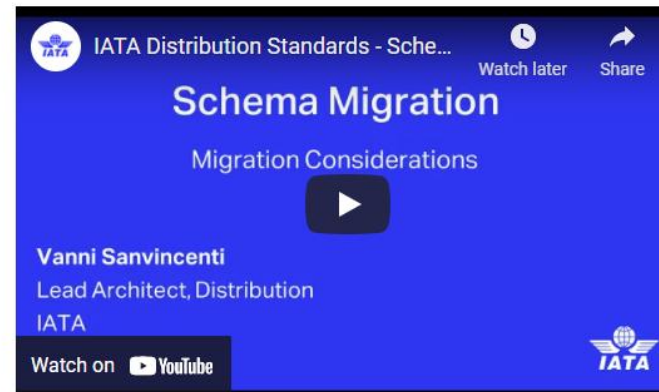 IATA
IATA Distribution Standards - Sche...
Watch later
Share
Schema Migration
Migration Considerations
Vanni Sanvincenti
Lead Architect, Distribution
IATA
Watch on YouTube
IATA